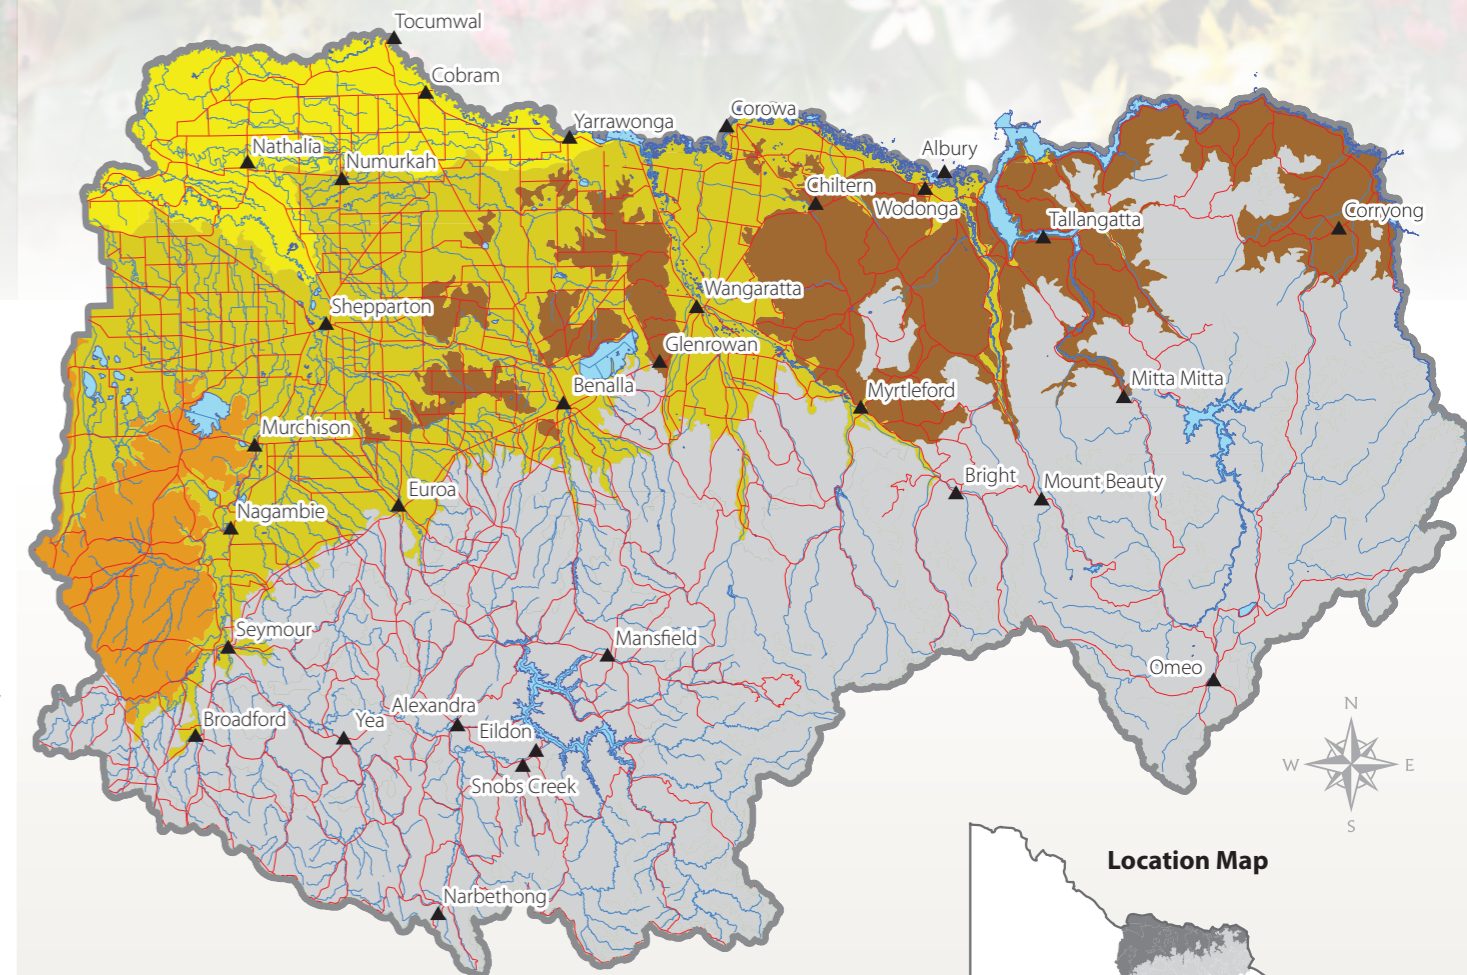 Tocumwal
Cobram
Yarrawonga
Corowa
Nathalia
Numurkah
Albury
Chiltern
Wodonga
Tallangatta
Corryong
Shepparton
Wangaratta
Glenrowan
Benalla
Myrtleford
Mitta Mitta
Murchison
Euroa
Bright
Mount Beauty
Nagambie
Seymour
Mansfield
Omeo
Broadford
Yea
Alexandra
Eildon
Snobs Creek
N
W
E
S
Location Map
Narbethong